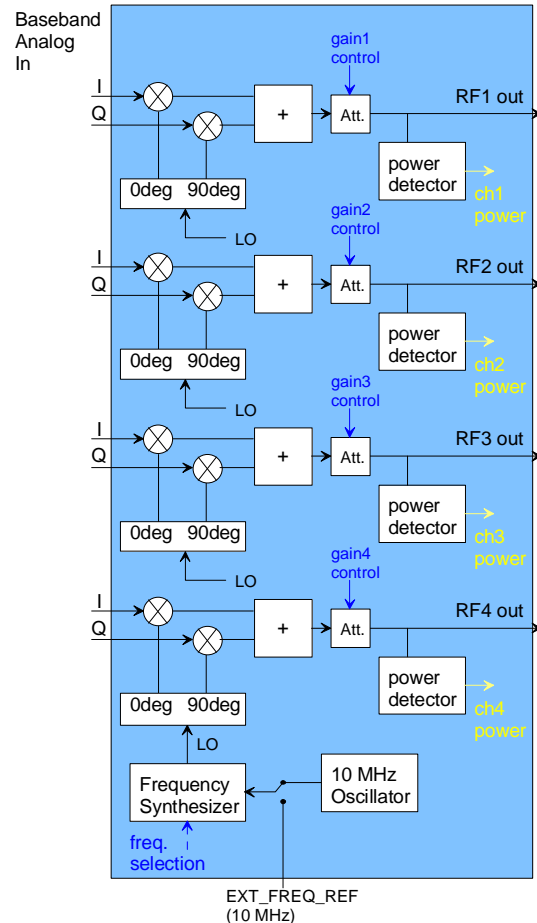 Baseband
Analog
In
gain1
control
I
Q
+
Att.
RF1 out
0deg 90deg
power
detector
ch1
power
LO
gain2
control
I
Q
+
Att.
RF2 out
0deg 90deg
power
detector
ch2
power
LO
gain3
control
I
Q
+
Att.
RF3 out
0deg 90deg
power
detector
ch3
power
LO
gain4
control
I
Q
+
Att.
RF4 out
0deg 90deg
power
detector
ch4
power
LO
Frequency
Synthesizer
10 MHz
Oscillator
freq.
selection
EXT_FREQ_REF
(10 MHz)